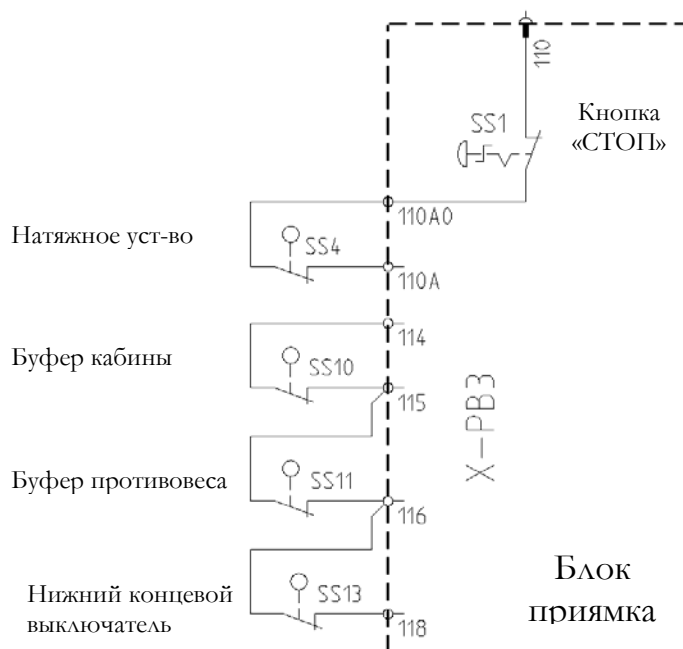 110
SS1
Кнопка
«СТОП»
110A0
Натяжное уст-во
SS4
110A
114
Буфер кабины
SS10
115
X-PB3
Буфер противовеса
SS11
116
Блок
приямка
Нижний концевой
выключатель
SS13
118